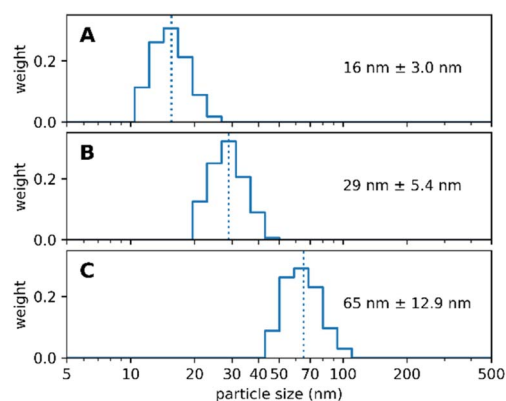 A
weight
0.2
0.0
16 nm ± 3.0 nm
B
weight
0.2
0.0
29 nm ± 5.4 nm
C
weight
0.2
0.0
65 nm ± 12.9 nm
5 10 20 30 40 50 70 100 200 500
particle size (nm)